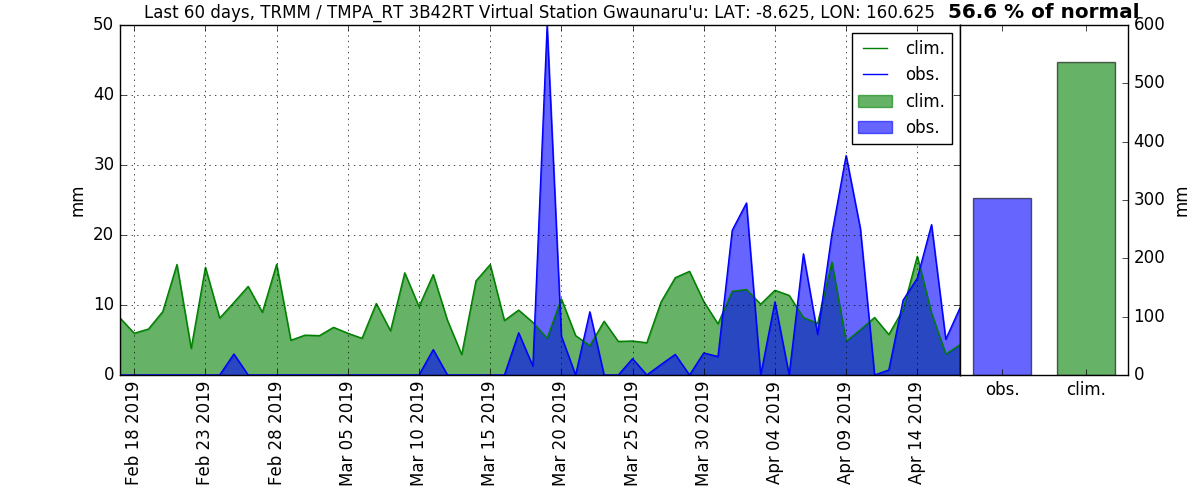 Last 60 days, TRMM / TMPA_RT 3B42RT Virtual Station Gwaunaru'u: LAT: -8.625, LON: 160.625
56.6 % of normal
50
40
30
20
10
0
mm
clim.
obs.
clim.
obs.
Feb 18 2019
Feb 23 2019
Feb 28 2019
Mar 05 2019
Mar 10 2019
Mar 15 2019
Mar 20 2019
Mar 25 2019
Mar 30 2019
Apr 04 2019
Apr 09 2019
Apr 14 2019
600
500
400
300
200
100
0
mm
obs.
clim.